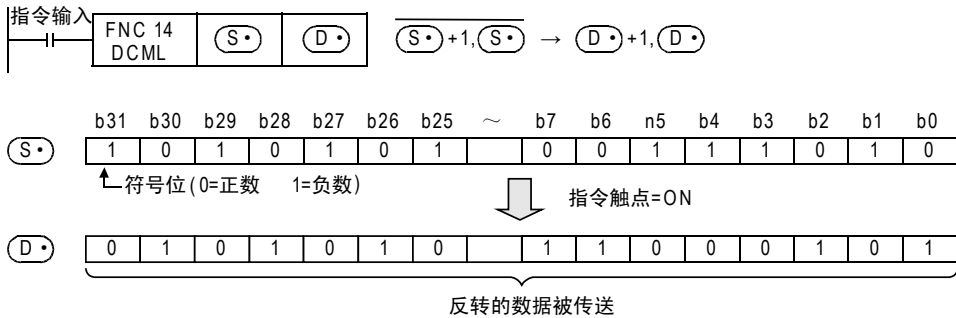 指令输入
FNC 14
DCML
S・
D・
S・+1,S・ → D・+1,D・
b31 b30 b29 b28 b27 b26 b25 ～ b7 b6 n5 b4 b3 b2 b1 b0
S・ 1 0 1 0 1 0 1 0 0 1 1 1 0 1 0
符号位(0=正数 1=负数)
指令触点=ON
D・ 0 1 0 1 0 1 0 1 1 0 0 0 1 0 1
反转的数据被传送